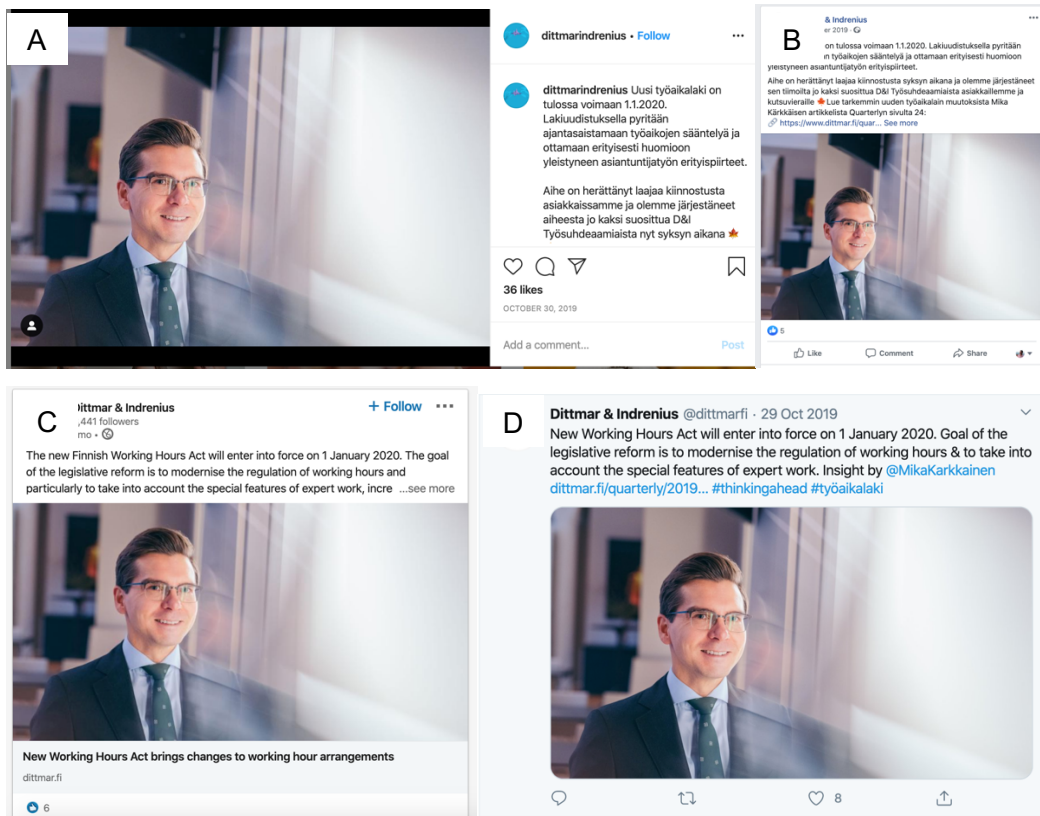 A
dittmarindrenius • Follow
dittmarindrenius Uusi työaikalaki on
tulossa voimaan 1.1.2020.
Lakiuudistuksella pyritään
ajantasaistamaan työaikojen sääntelyä ja
ottamaan erityisesti huomioon
yleistyneen asiantuntijatyön erityispiirteet.
Aihe on herättänyt laajaa kiinnostusta
asiakkaissamme ja olemme järjestäneet
aiheesta jo kaksi suosittua D&I
Työsuhdeaamiaista nyt syksyn aikana 🍁
36 likes
OCTOBER 30, 2019
Add a comment...
Post
B
& Indrenius
er 2019 ·
on tulossa voimaan 1.1.2020. Lakiuudistuksella pyritään
n työaikojen sääntelyä ja ottamaan erityisesti huomioon
yleistyneen asiantuntijatyön erityispiirteet.
Aihe on herättänyt laajaa kiinnostusta syksyn aikana ja olemme järjestäneet
sen tiimoilta jo kaksi suosittua D&I Työsuhdeaamiaista asiakkaillemme ja
kutsuvieraille 🍁 Lue tarkemmin uuden työaikalain muutoksista Mika
Kärkkäisen artikkelista Quarterlyn sivulta 24:
🔗 https://www.dittmar.fi/quar... See more
5
Like
Comment
Share
C
ittmar & Indrenius
,441 followers
mo •
+ Follow
The new Finnish Working Hours Act will enter into force on 1 January 2020. The goal
of the legislative reform is to modernise the regulation of working hours and
particularly to take into account the special features of expert work, incre ...see more
New Working Hours Act brings changes to working hour arrangements
dittmar.fi
6
D
Dittmar & Indrenius @dittmarfi · 29 Oct 2019
New Working Hours Act will enter into force on 1 January 2020. Goal of the
legislative reform is to modernise the regulation of working hours & to take into
account the special features of expert work. Insight by @MikaKarkkainen
dittmar.fi/quarterly/2019... #thinkingahead #työaikalaki
8